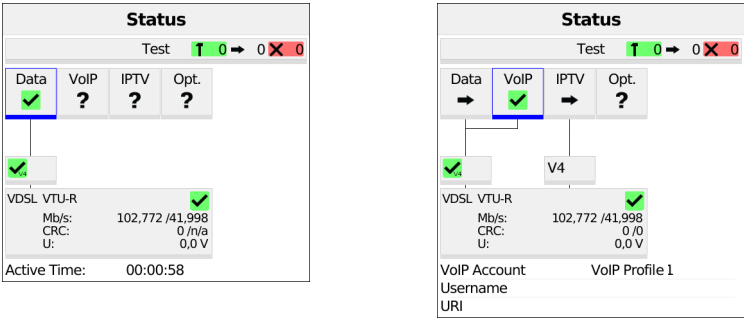 Status
Test 0 0 0
Data VoIP IPTV Opt.
? ? ?
V4
VDSL VTU-R
Mb/s: 102,772 /41,998
CRC: 0 /n/a
U: 0,0 V
Active Time: 00:00:58
Status
Test 0 0 0
Data VoIP IPTV Opt.
?
V4 V4
VDSL VTU-R
Mb/s: 102,772 /41,998
CRC: 0 /0
U: 0,0 V
VoIP Account VoIP Profile 1
Username
URI